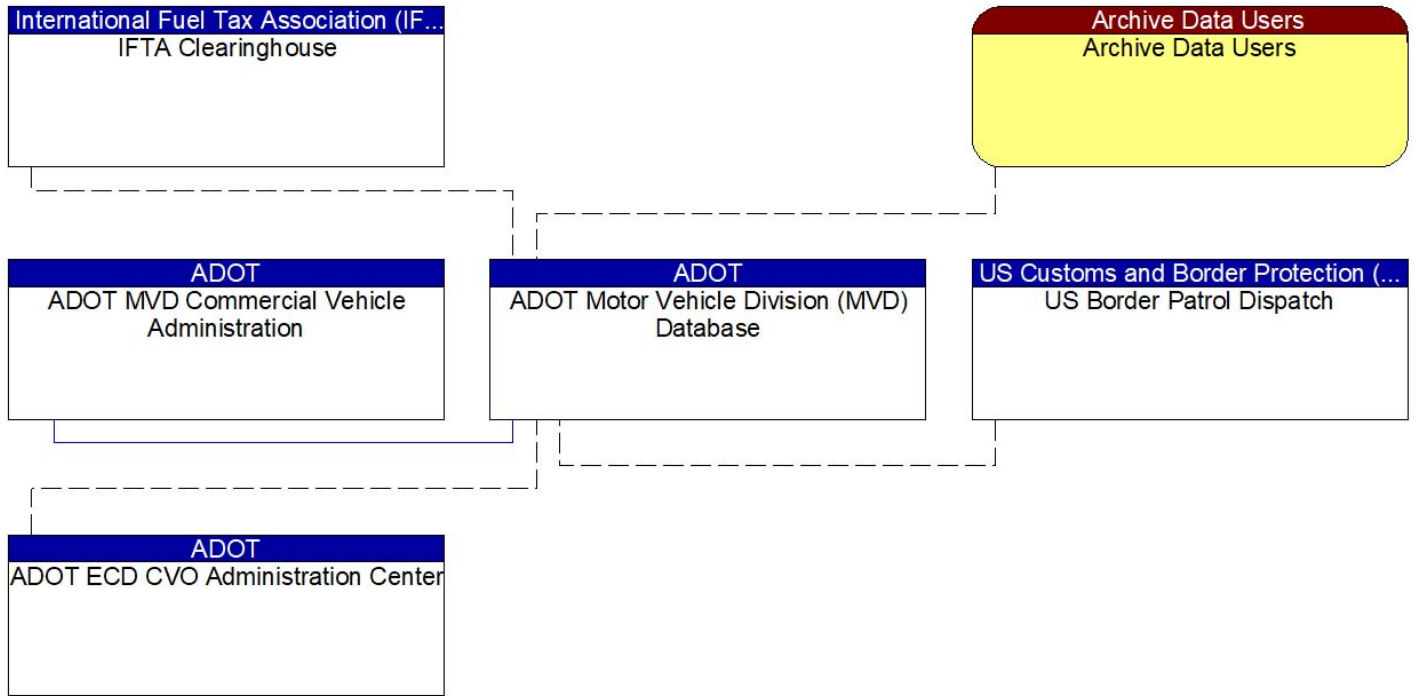 International Fuel Tax Association (IF...
IFTA Clearinghouse
Archive Data Users
Archive Data Users
ADOT
ADOT MVD Commercial Vehicle
Administration
ADOT
ADOT Motor Vehicle Division (MVD)
Database
US Customs and Border Protection (...
US Border Patrol Dispatch
ADOT
ADOT ECD CVO Administration Center